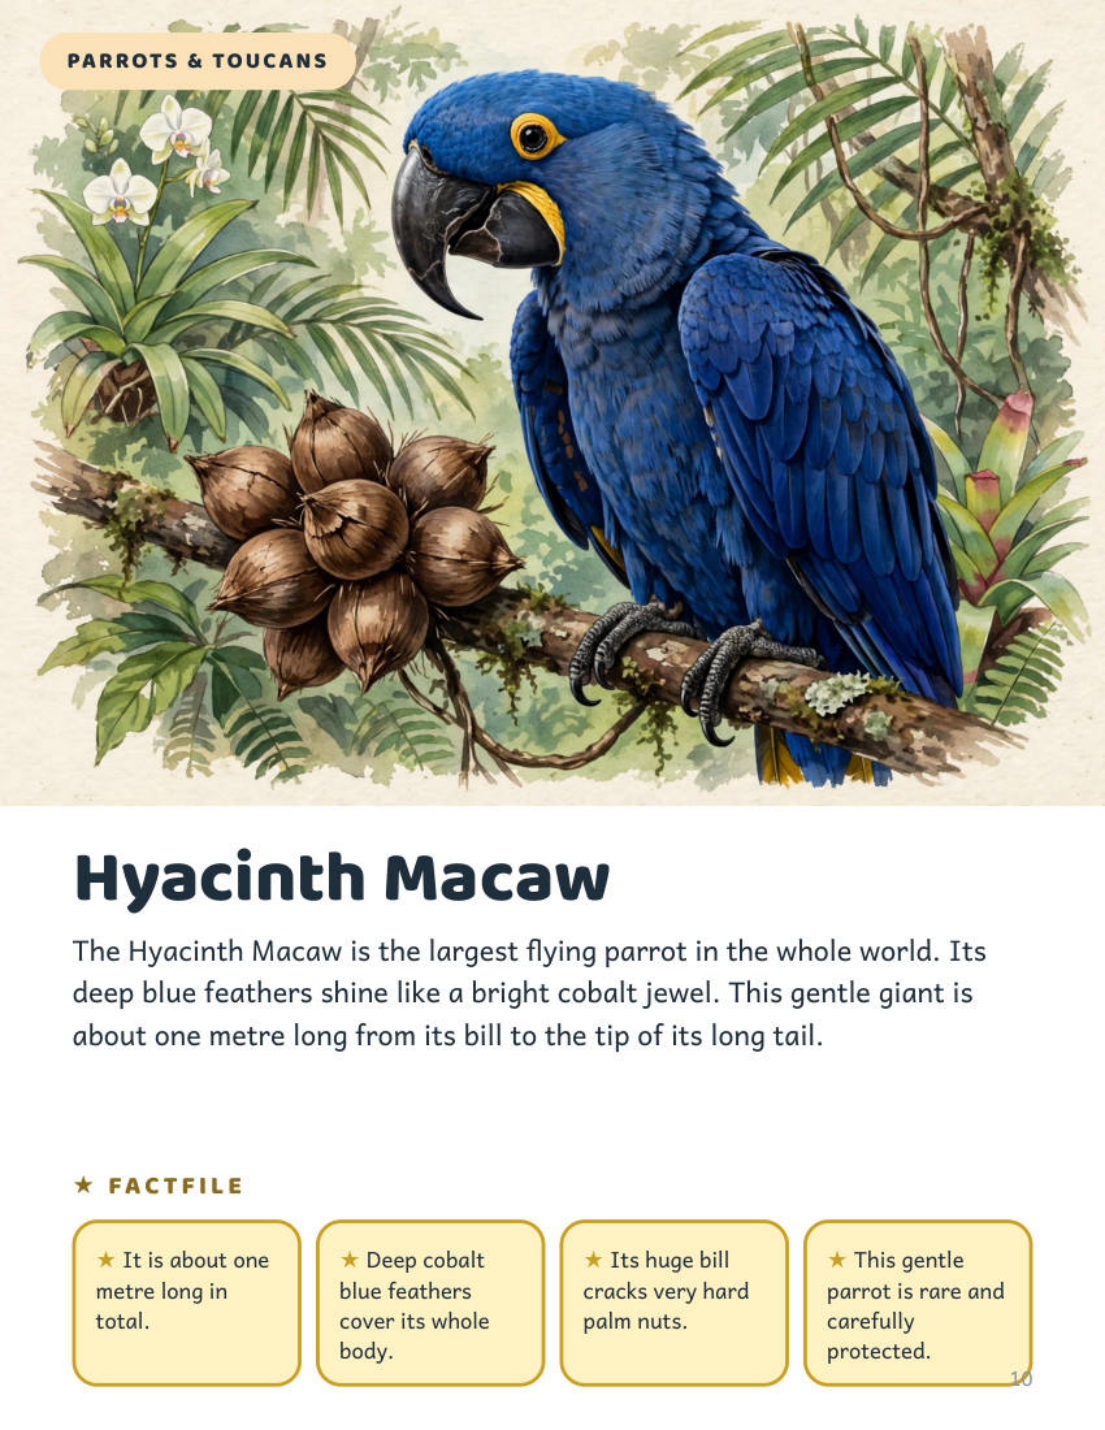 PARROTS & TOUCANS
Hyacinth Macaw
The Hyacinth Macaw is the largest flying parrot in the whole world. Its
deep blue feathers shine like a bright cobalt jewel. This gentle giant is
about one metre long from its bill to the tip of its long tail.
★ FACTFILE
★ It is about one
metre long in
total.
★ Deep cobalt
blue feathers
cover its whole
body.
★ Its huge bill
cracks very hard
palm nuts.
★ This gentle
parrot is rare and
carefully
protected.
10